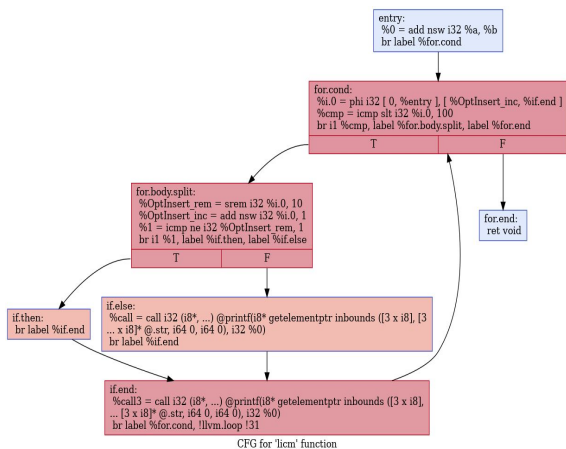 entry:
%0 = add nsw i32 %a, %b
br label %for.cond
for.cond:
%i.0 = phi i32 [ 0, %entry ], [ %OptInsert_inc, %if.end ]
%cmp = icmp slt i32 %i.0, 100
br i1 %cmp, label %for.body.split, label %for.end
T F
for.body.split:
%OptInsert_rem = srem i32 %i.0, 10
%OptInsert_inc = add nsw i32 %i.0, 1
%1 = icmp ne i32 %OptInsert_rem, 1
br i1 %1, label %if.then, label %if.else
T F
for.end:
ret void
if.then:
br label %if.end
if.else:
%call = call i32 (i8*, ...) @printf(i8* getelementptr inbounds ([3 x i8], [3
... x i8]* @.str, i64 0, i64 0), i32 %0)
br label %if.end
if.end:
%call3 = call i32 (i8*, ...) @printf(i8* getelementptr inbounds ([3 x i8],
... [3 x i8]* @.str, i64 0, i64 0), i32 %0)
br label %for.cond, !llvm.loop !31
CFG for 'licm' function